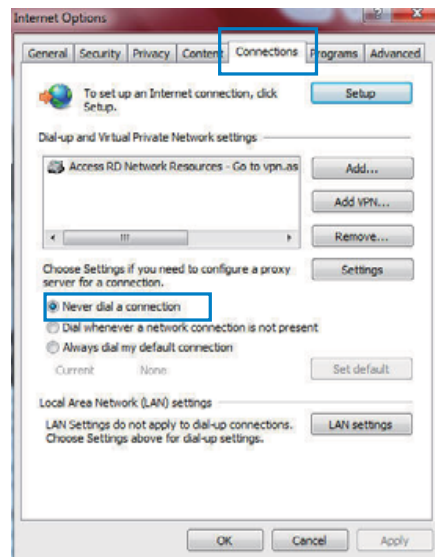 Internet Options
General Security Privacy Content Connections Programs Advanced
To set up an Internet connection, click
Setup.
Setup
Dial-up and Virtual Private Network settings
Access RD Network Resources - Go to vpn.as
Add...
Add VPN...
Remove...
Choose Settings if you need to configure a proxy
server for a connection.
Settings
Never dial a connection
Dial whenever a network connection is not present
Always dial my default connection
Current None
Set default
Local Area Network (LAN) settings
LAN Settings do not apply to dial-up connections.
Choose Settings above for dial-up settings.
LAN settings
OK Cancel Apply